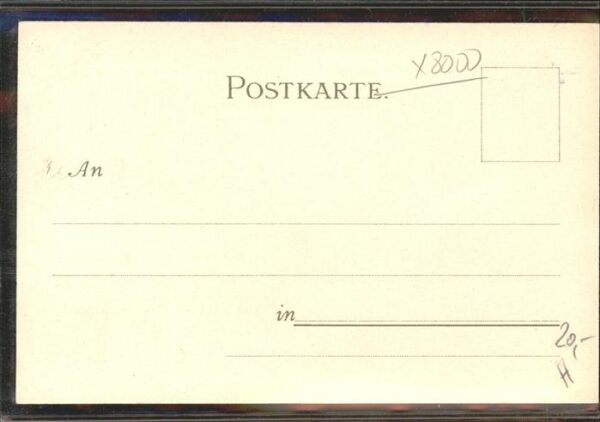 X8000
POSTKARTE.
An
in
20,-
H